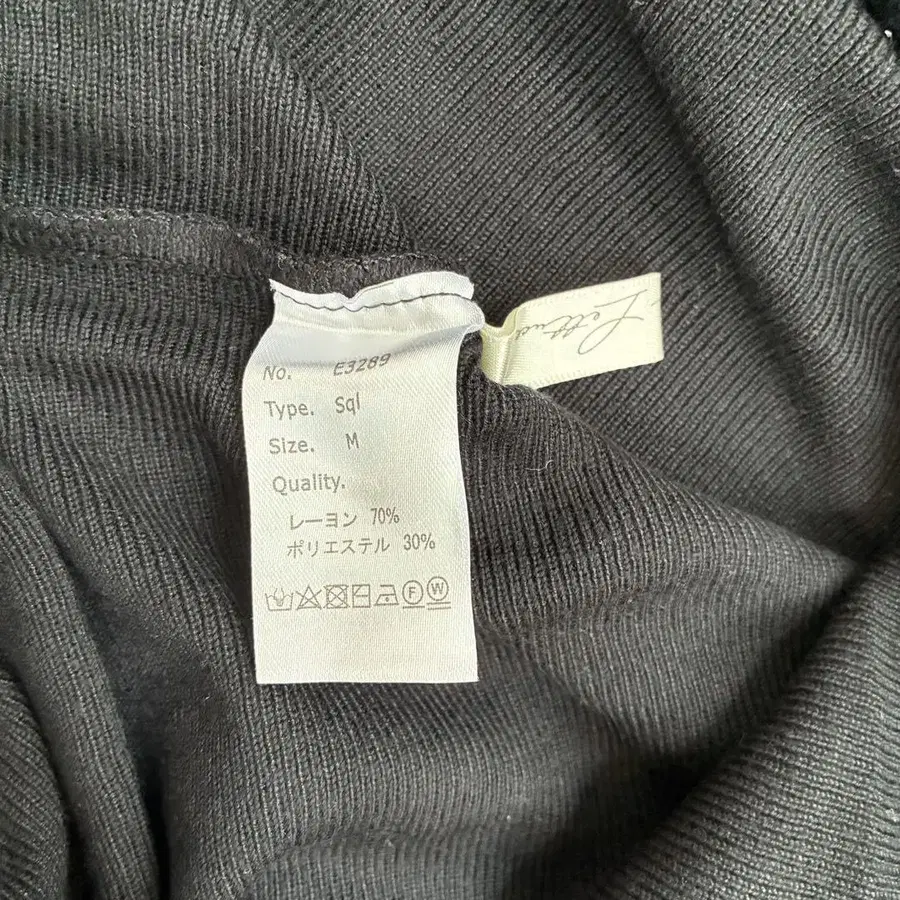 No. E3289
Type. Sql
Size. M
Quality.
レーヨン 70%
ポリエステル 30%
F W